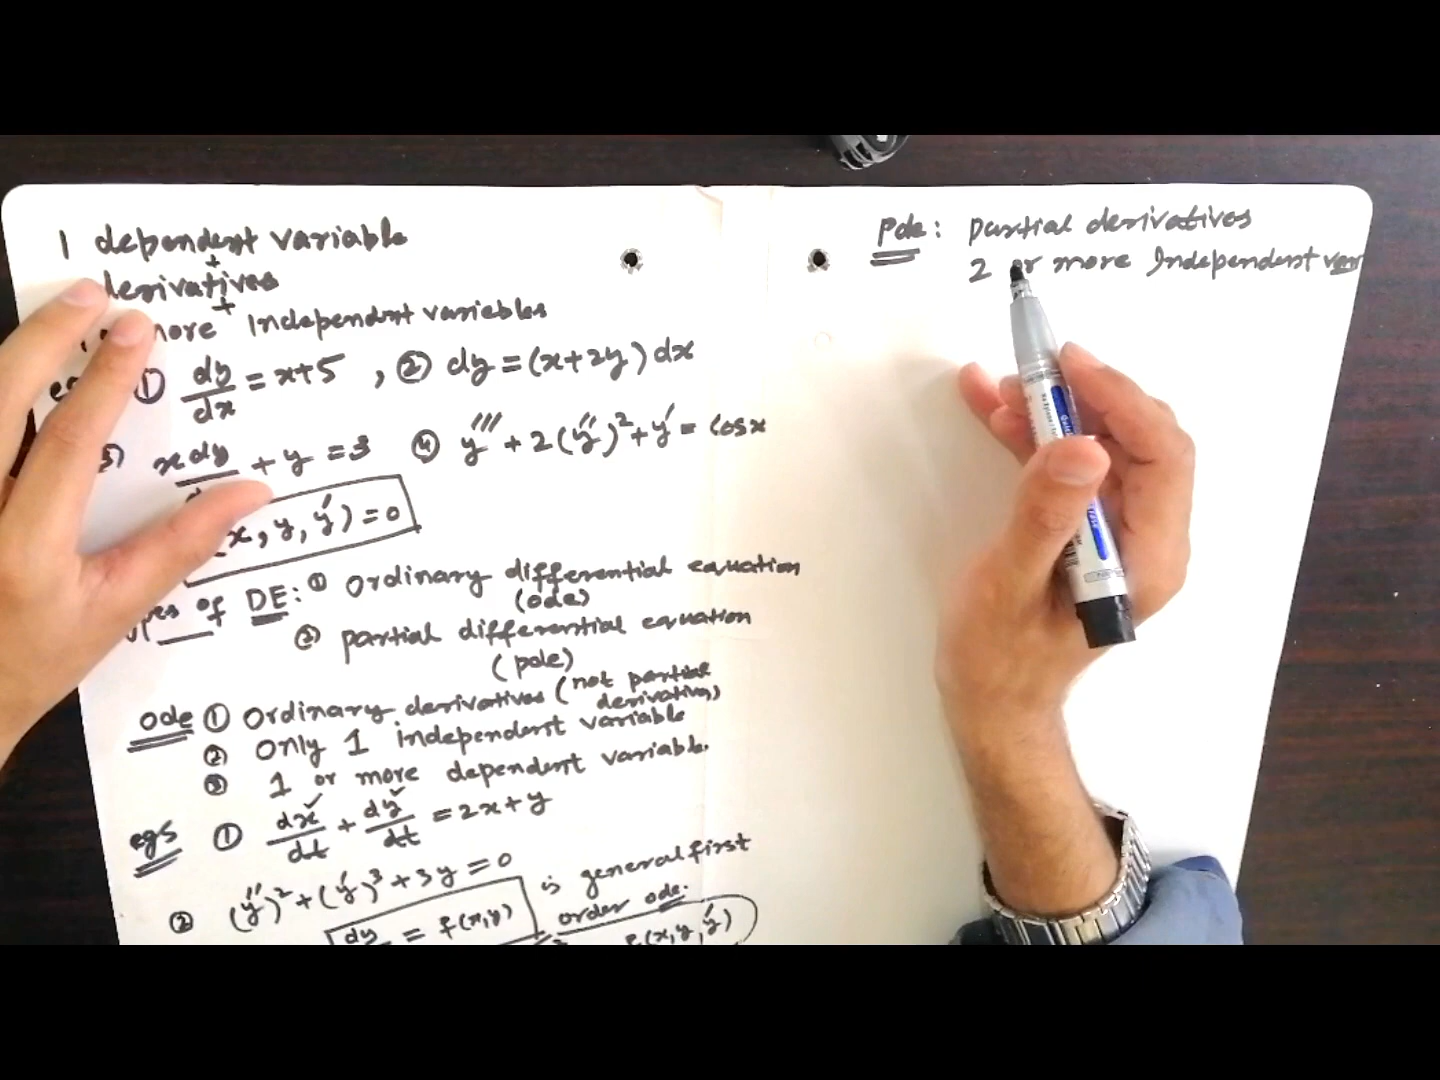 1 dependent variable
+
derivatives
+
more Independent variables
① dy/dx = x+5 , ② dy = (x+2y) dx
3) x dy + y = 3 ④ y''' + 2(y'')² + y' = cosx
x, y, y') = 0
of DE: ① Ordinary differential equation
(ode)
② partial differential equation
(pde)
ode ① Ordinary derivatives (not partial
derivatives)
② Only 1 independent variable
③ 1 or more dependent variable.
egs ① dx/dt + dy/dt = 2x+y
② (y'')² + (y')³ + 3y = 0
dy = f(x,y) is general first
order ode.
(x, y, y')
Pde: partial derivatives
2 or more Independent var